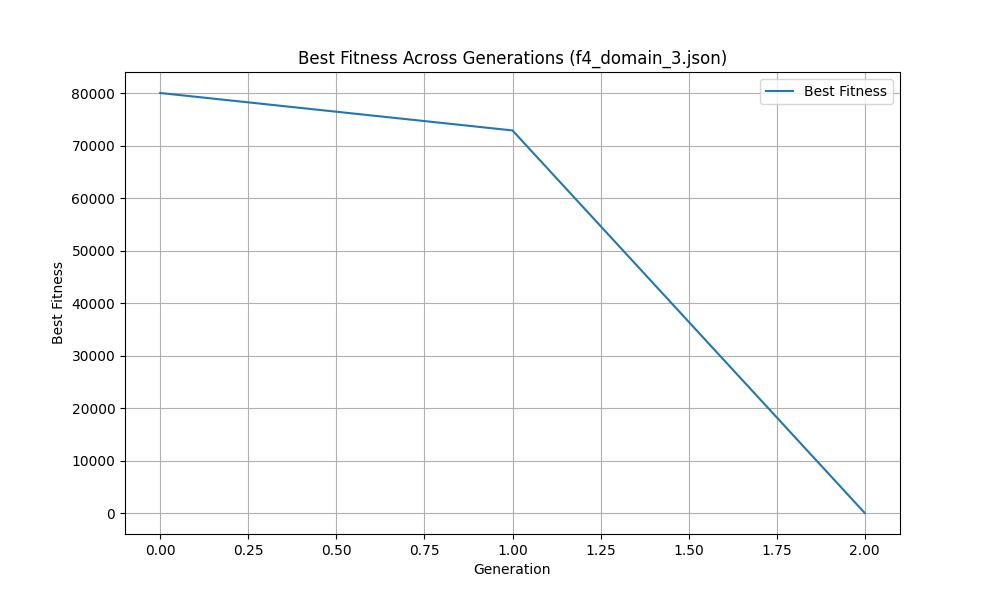 Best Fitness Across Generations (f4_domain_3.json)
Best Fitness
80000
70000
60000
50000
40000
30000
20000
10000
0
Best Fitness
0.00 0.25 0.50 0.75 1.00 1.25 1.50 1.75 2.00
Generation